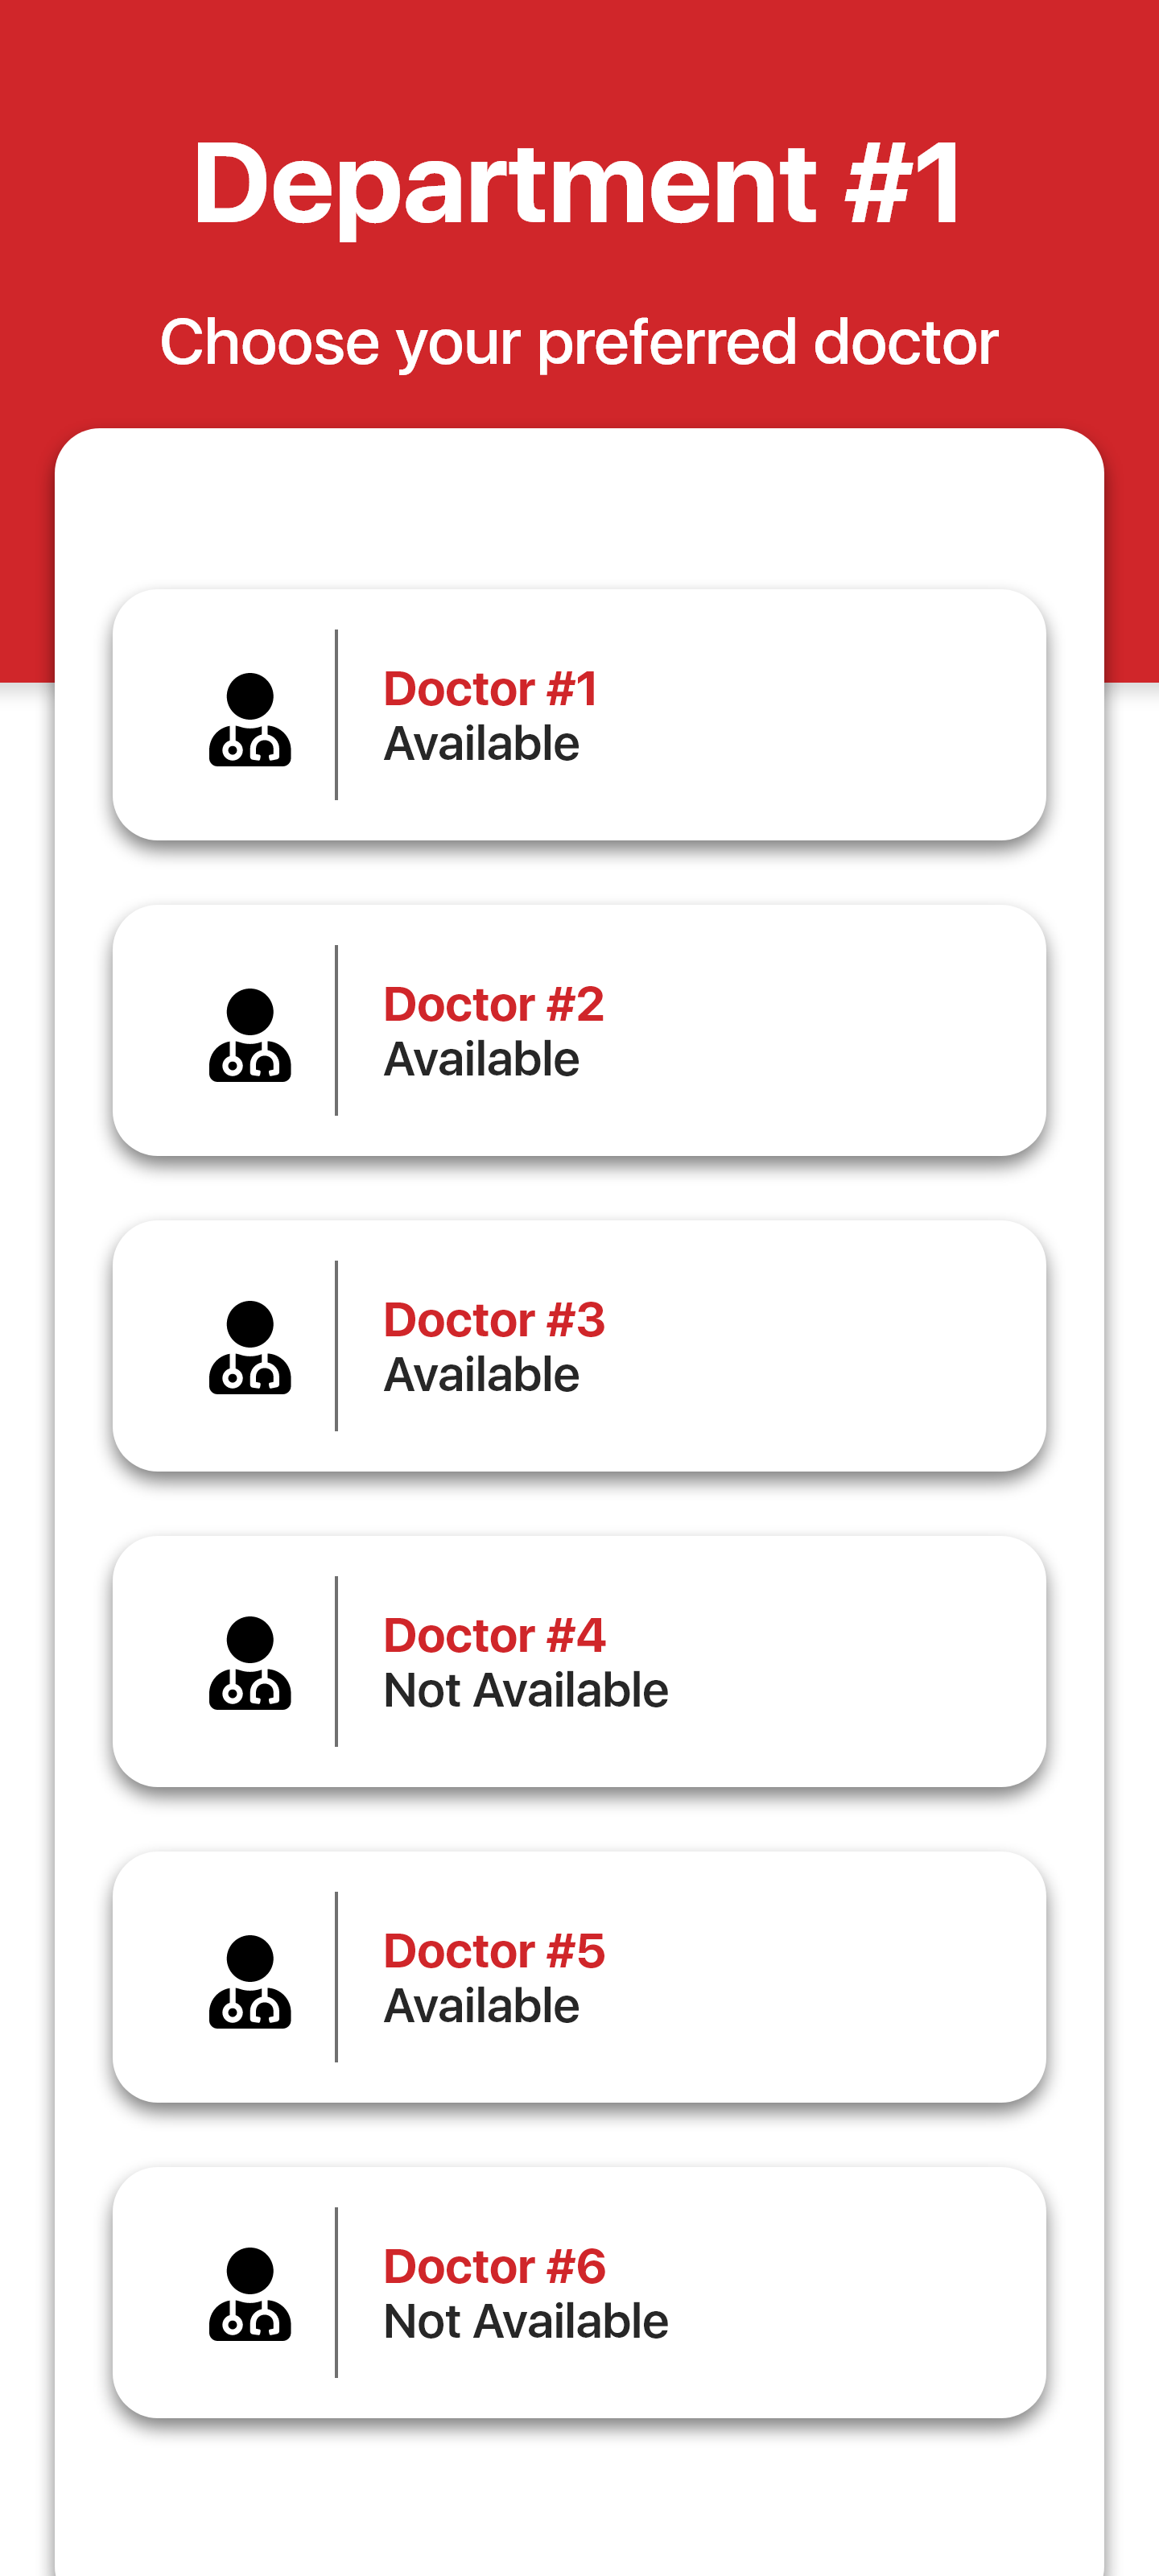 Department #1
Choose your preferred doctor
Doctor #1
Available
Doctor #2
Available
Doctor #3
Available
Doctor #4
Not Available
Doctor #5
Available
Doctor #6
Not Available